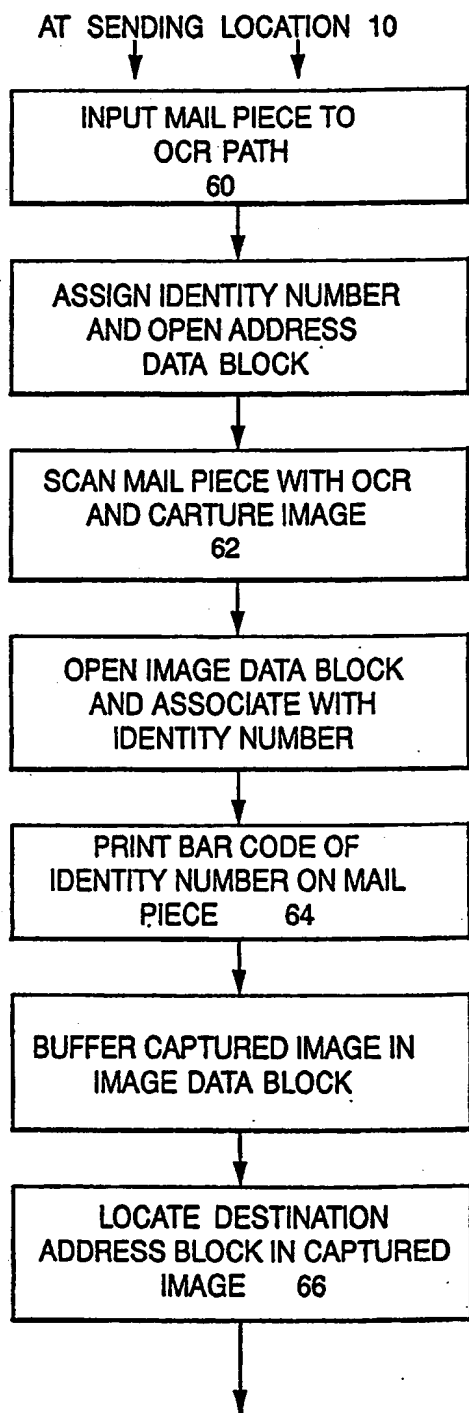 AT SENDING LOCATION 10
INPUT MAIL PIECE TO
OCR PATH
60
ASSIGN IDENTITY NUMBER
AND OPEN ADDRESS
DATA BLOCK
SCAN MAIL PIECE WITH OCR
AND CARTURE IMAGE
62
OPEN IMAGE DATA BLOCK
AND ASSOCIATE WITH
IDENTITY NUMBER
PRINT BAR CODE OF
IDENTITY NUMBER ON MAIL
PIECE 64
BUFFER CAPTURED IMAGE IN
IMAGE DATA BLOCK
LOCATE DESTINATION
ADDRESS BLOCK IN CAPTURED
IMAGE 66